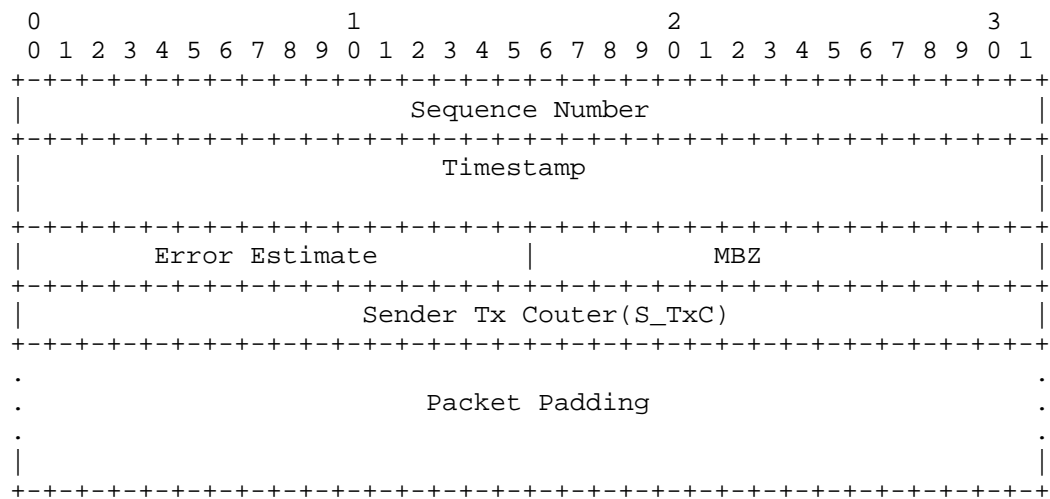 0                   1                   2                   3
0 1 2 3 4 5 6 7 8 9 0 1 2 3 4 5 6 7 8 9 0 1 2 3 4 5 6 7 8 9 0 1
+-+-+-+-+-+-+-+-+-+-+-+-+-+-+-+-+-+-+-+-+-+-+-+-+-+-+-+-+-+-+-+-+
|                        Sequence Number                        |
+-+-+-+-+-+-+-+-+-+-+-+-+-+-+-+-+-+-+-+-+-+-+-+-+-+-+-+-+-+-+-+-+
|                          Timestamp                            |
|                                                               |
+-+-+-+-+-+-+-+-+-+-+-+-+-+-+-+-+-+-+-+-+-+-+-+-+-+-+-+-+-+-+-+-+
|        Error Estimate         |           MBZ                 |
+-+-+-+-+-+-+-+-+-+-+-+-+-+-+-+-+-+-+-+-+-+-+-+-+-+-+-+-+-+-+-+-+
|                     Sender Tx Couter(S_TxC)                   |
+-+-+-+-+-+-+-+-+-+-+-+-+-+-+-+-+-+-+-+-+-+-+-+-+-+-+-+-+-+-+-+-+
.                                                               .
.                         Packet Padding                        .
.                                                               .
|                                                               |
+-+-+-+-+-+-+-+-+-+-+-+-+-+-+-+-+-+-+-+-+-+-+-+-+-+-+-+-+-+-+-+-+